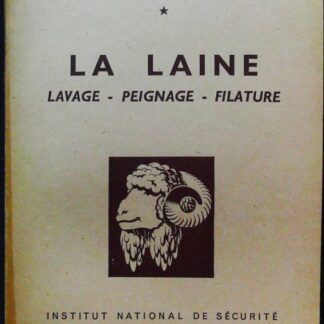 LA LAINE
LAVAGE - PEIGNAGE - FILATURE
INSTITUT NATIONAL DE SÉCURITÉ